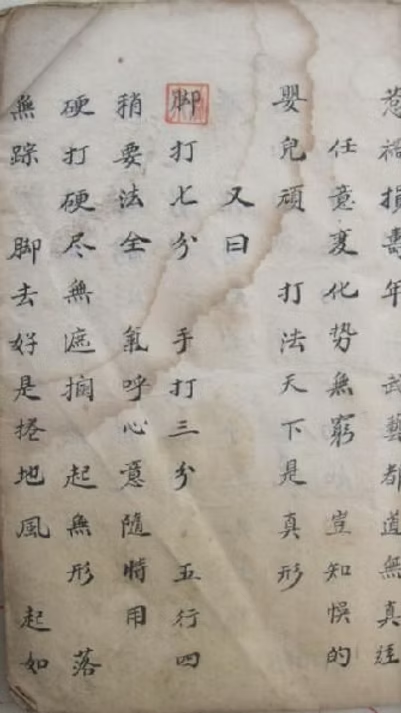 惹禍損壽年 武藝都道無真
任意変化势無窮 豈知悞的
嬰兒頑 打法天下是真形
又曰
脚打七分 手打三分 五行四
稍要法全 氣呼心意隨時用
硬打硬尽無遮搁 起無形 落
無踪 脚去好是捲地風 起如